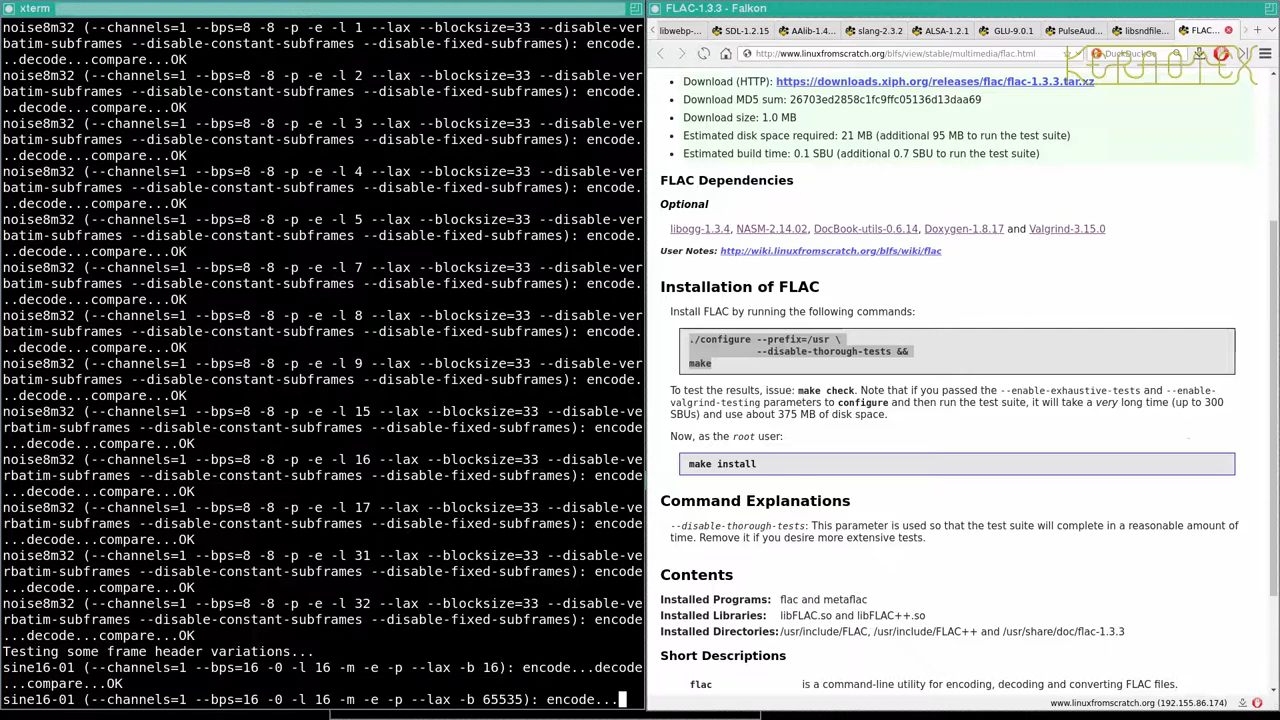 xterm
noise8m32 (--channels=1 --bps=8 -8 -p -e -l 1 --lax --blocksize=33 --disable-ver
batim-subframes --disable-constant-subframes --disable-fixed-subframes): encode.
..decode...compare...OK
noise8m32 (--channels=1 --bps=8 -8 -p -e -l 2 --lax --blocksize=33 --disable-ver
batim-subframes --disable-constant-subframes --disable-fixed-subframes): encode.
..decode...compare...OK
noise8m32 (--channels=1 --bps=8 -8 -p -e -l 3 --lax --blocksize=33 --disable-ver
batim-subframes --disable-constant-subframes --disable-fixed-subframes): encode.
..decode...compare...OK
noise8m32 (--channels=1 --bps=8 -8 -p -e -l 4 --lax --blocksize=33 --disable-ver
batim-subframes --disable-constant-subframes --disable-fixed-subframes): encode.
..decode...compare...OK
noise8m32 (--channels=1 --bps=8 -8 -p -e -l 5 --lax --blocksize=33 --disable-ver
batim-subframes --disable-constant-subframes --disable-fixed-subframes): encode.
..decode...compare...OK
noise8m32 (--channels=1 --bps=8 -8 -p -e -l 7 --lax --blocksize=33 --disable-ver
batim-subframes --disable-constant-subframes --disable-fixed-subframes): encode.
..decode...compare...OK
noise8m32 (--channels=1 --bps=8 -8 -p -e -l 8 --lax --blocksize=33 --disable-ver
batim-subframes --disable-constant-subframes --disable-fixed-subframes): encode.
..decode...compare...OK
noise8m32 (--channels=1 --bps=8 -8 -p -e -l 9 --lax --blocksize=33 --disable-ver
batim-subframes --disable-constant-subframes --disable-fixed-subframes): encode.
..decode...compare...OK
noise8m32 (--channels=1 --bps=8 -8 -p -e -l 15 --lax --blocksize=33 --disable-ve
rbatim-subframes --disable-constant-subframes --disable-fixed-subframes): encode
...decode...compare...OK
noise8m32 (--channels=1 --bps=8 -8 -p -e -l 16 --lax --blocksize=33 --disable-ve
rbatim-subframes --disable-constant-subframes --disable-fixed-subframes): encode
...decode...compare...OK
noise8m32 (--channels=1 --bps=8 -8 -p -e -l 17 --lax --blocksize=33 --disable-ve
rbatim-subframes --disable-constant-subframes --disable-fixed-subframes): encode
...decode...compare...OK
noise8m32 (--channels=1 --bps=8 -8 -p -e -l 31 --lax --blocksize=33 --disable-ve
rbatim-subframes --disable-constant-subframes --disable-fixed-subframes): encode
...decode...compare...OK
noise8m32 (--channels=1 --bps=8 -8 -p -e -l 32 --lax --blocksize=33 --disable-ve
rbatim-subframes --disable-constant-subframes --disable-fixed-subframes): encode
...decode...compare...OK
Testing some frame header variations...
sine16-01 (--channels=1 --bps=16 -0 -l 16 -m -e -p --lax -b 16): encode...decode
...compare...OK
sine16-01 (--channels=1 --bps=16 -0 -l 16 -m -e -p --lax -b 65535): encode...
FLAC-1.3.3 - Falkon
libwebp-... SDL-1.2.15 AAlib-1.4... slang-2.3.2 ALSA-1.2.1 GLU-9.0.1 PulseAud... libsndfile... FLAC...
http://www.linuxfromscratch.org/blfs/view/stable/multimedia/flac.html DuckDuckGo
KERNOTEX
Download (HTTP): https://downloads.xiph.org/releases/flac/flac-1.3.3.tar.xz
Download MD5 sum: 26703ed2858c1fc9ffc05136d13daa69
Download size: 1.0 MB
Estimated disk space required: 21 MB (additional 95 MB to run the test suite)
Estimated build time: 0.1 SBU (additional 0.7 SBU to run the test suite)
FLAC Dependencies
Optional
libogg-1.3.4, NASM-2.14.02, DocBook-utils-0.6.14, Doxygen-1.8.17 and Valgrind-3.15.0
User Notes: http://wiki.linuxfromscratch.org/blfs/wiki/flac
Installation of FLAC
Install FLAC by running the following commands:
./configure --prefix=/usr \
--disable-thorough-tests &&
make
To test the results, issue: make check. Note that if you passed the --enable-exhaustive-tests and --enable-
valgrind-testing parameters to configure and then run the test suite, it will take a very long time (up to 300
SBUs) and use about 375 MB of disk space.
Now, as the root user:
make install
Command Explanations
--disable-thorough-tests: This parameter is used so that the test suite will complete in a reasonable amount of
time. Remove it if you desire more extensive tests.
Contents
Installed Programs: flac and metaflac
Installed Libraries: libFLAC.so and libFLAC++.so
Installed Directories: /usr/include/FLAC, /usr/include/FLAC++ and /usr/share/doc/flac-1.3.3
Short Descriptions
flac is a command-line utility for encoding, decoding and converting FLAC files.
www.linuxfromscratch.org (192.155.86.174)